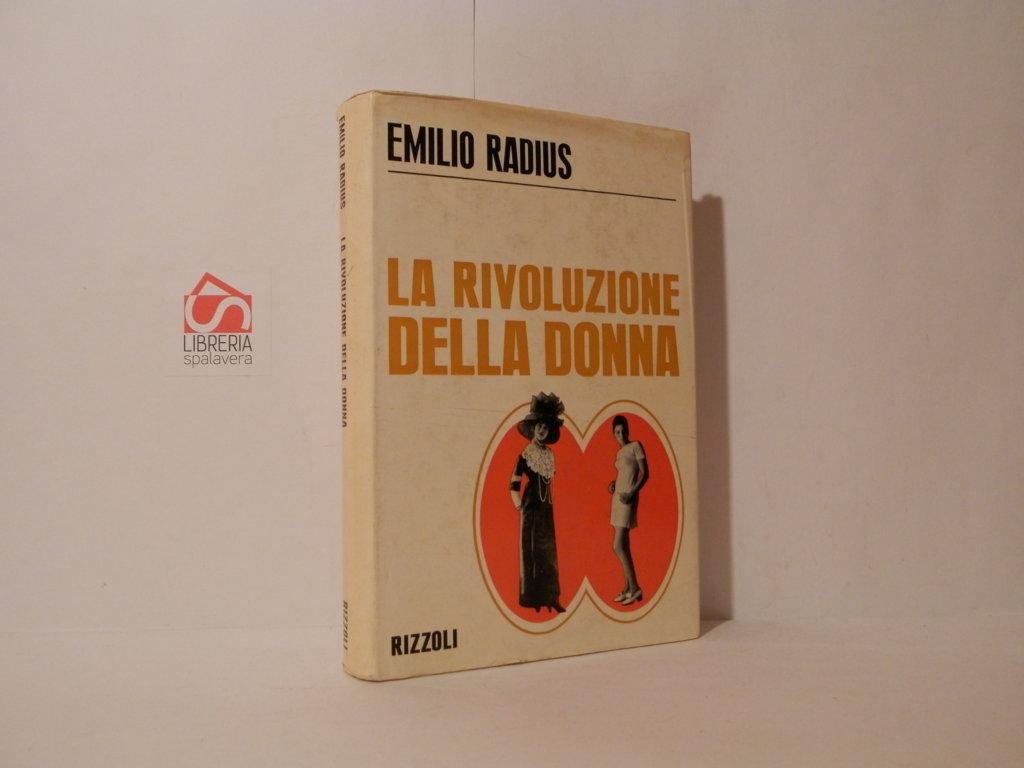 EMILIO RADIUS
LA RIVOLUZIONE
DELLA DONNA
RIZZOLI
EMILIO RADIUS LA RIVOLUZIONE DELLA DONNA RIZZOLI
LIBRERIA
spalavera